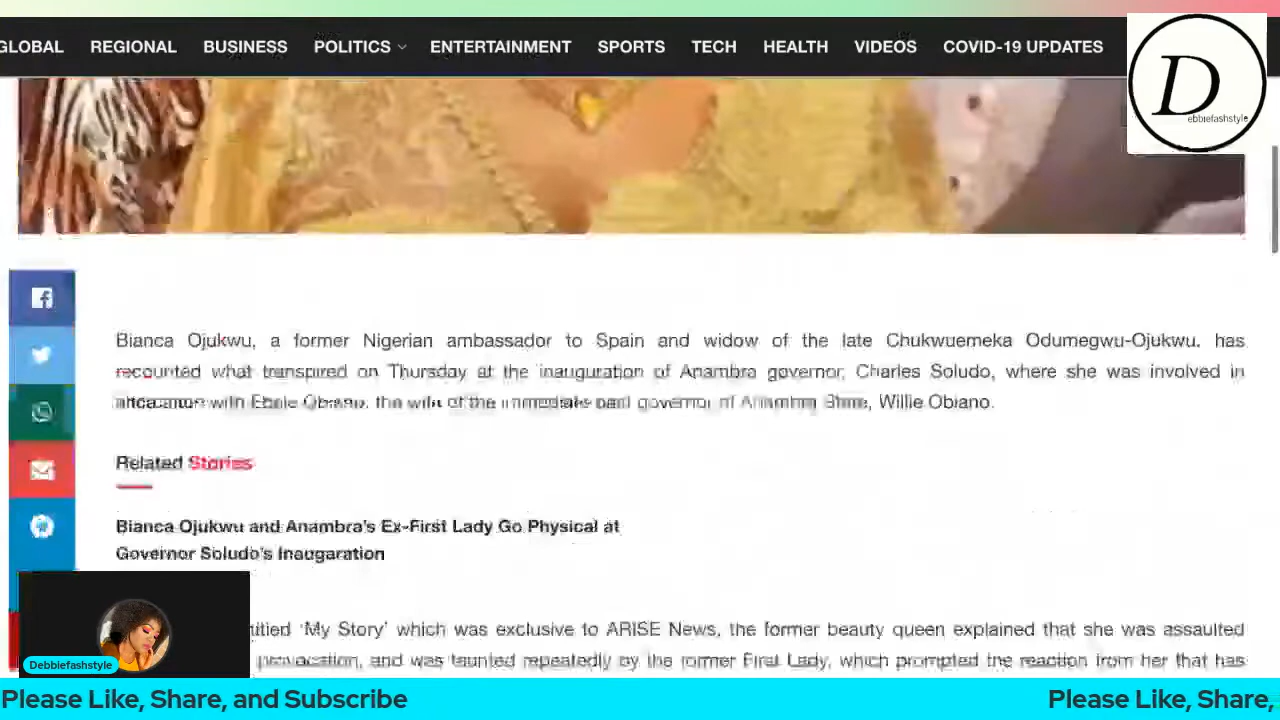 GLOBAL REGIONAL BUSINESS POLITICS ENTERTAINMENT SPORTS TECH HEALTH VIDEOS COVID-19 UPDATES
D
ebbiefashstyle
Bianca Ojukwu, a former Nigerian ambassador to Spain and widow of the late Chukwuemeka Odumegwu-Ojukwu, has
recounted what transpired on Thursday at the inauguration of Anambra governor, Charles Soludo, where she was involved in
with Ebele Obiano, the wife of the immediate past governor of Anambra State, Willie Obiano.
Related Stories
Bianca Ojukwu and Anambra's Ex-First Lady Go Physical at
Governor Soludo's Inaugaration
'My Story' which was exclusive to ARISE News, the former beauty queen explained that she was assaulted
provocation, and was taunted repeatedly by the former First Lady, which prompted the reaction from her that has
Debbiefashstyle
Please Like, Share, and Subscribe
Please Like, Share,